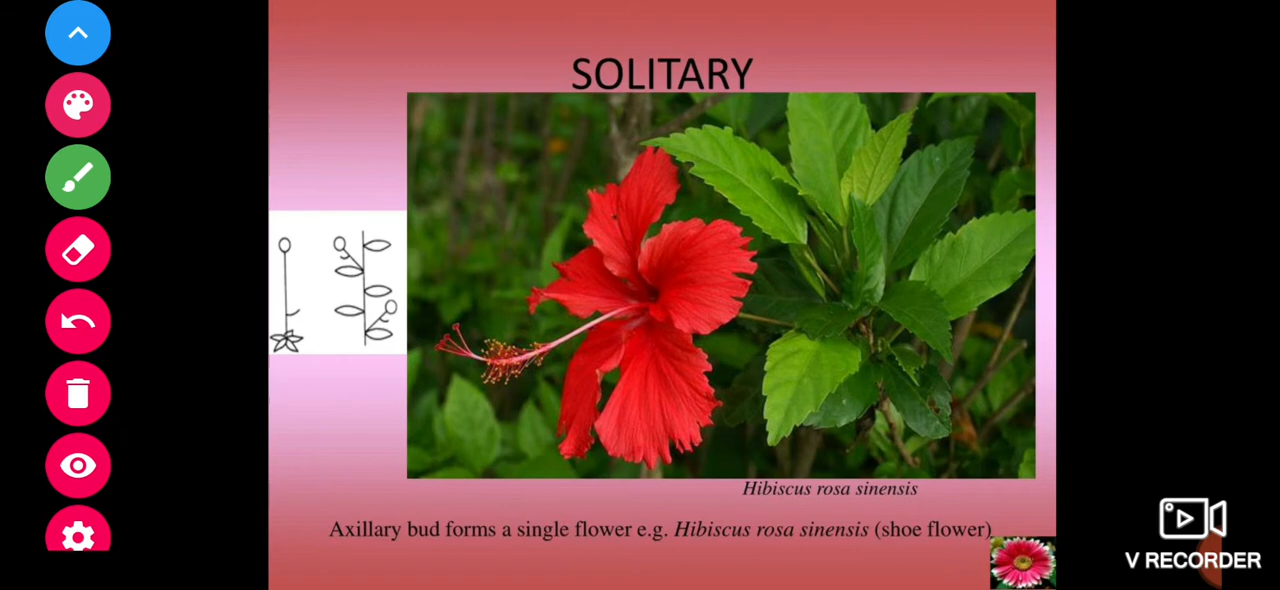 SOLITARY
Hibiscus rosa sinensis
Axillary bud forms a single flower e.g. Hibiscus rosa sinensis (shoe flower)
V RECORDER